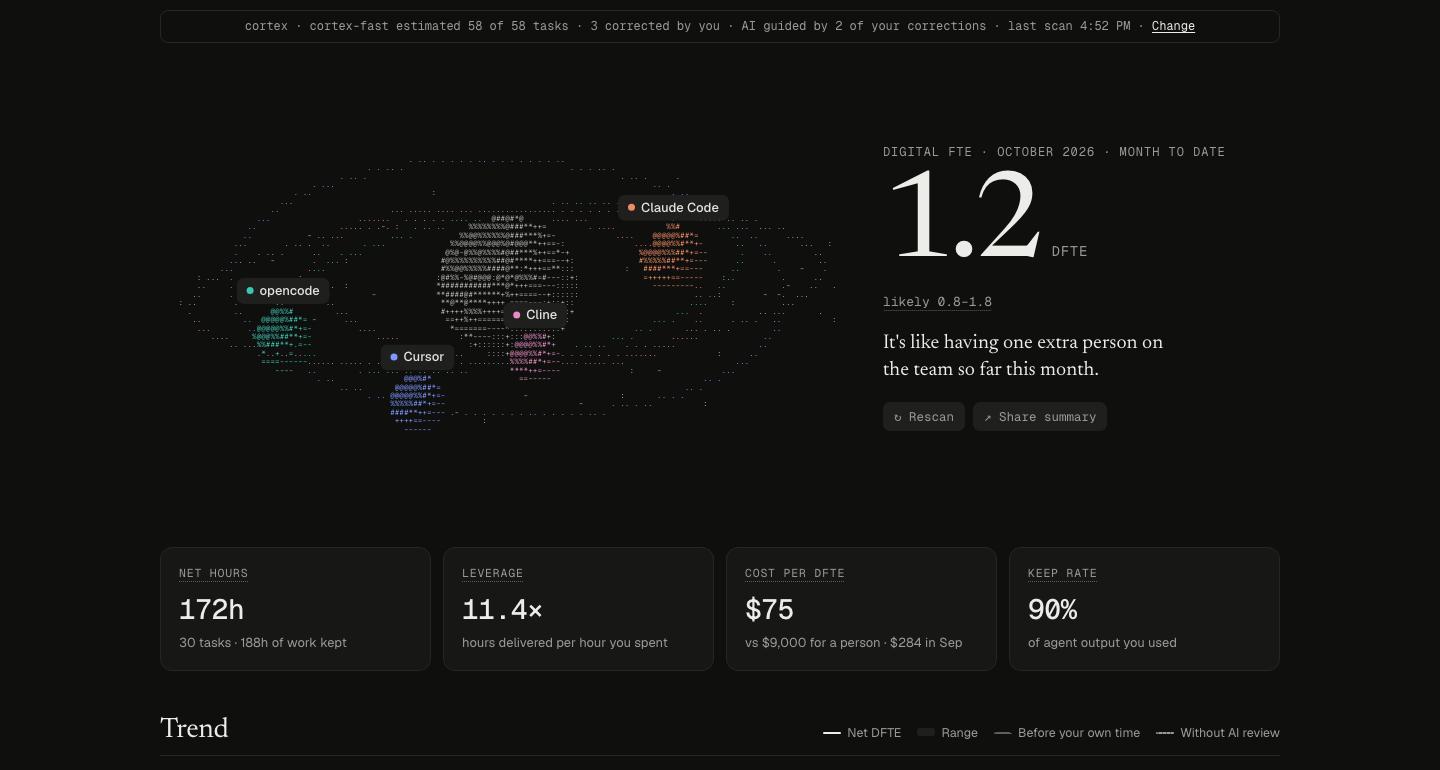 cortex · cortex-fast estimated 58 of 58 tasks · 3 corrected by you · AI guided by 2 of your corrections · last scan 4:52 PM · Change
Claude Code
opencode
Cline
Cursor
DIGITAL FTE · OCTOBER 2026 · MONTH TO DATE
1.2 DFTE
likely 0.8–1.8
It's like having one extra person on
the team so far this month.
↻ Rescan
↗ Share summary
NET HOURS
172h
30 tasks · 188h of work kept
LEVERAGE
11.4×
hours delivered per hour you spent
COST PER DFTE
$75
vs $9,000 for a person · $284 in Sep
KEEP RATE
90%
of agent output you used
Trend
Net DFTE
Range
Before your own time
Without AI review